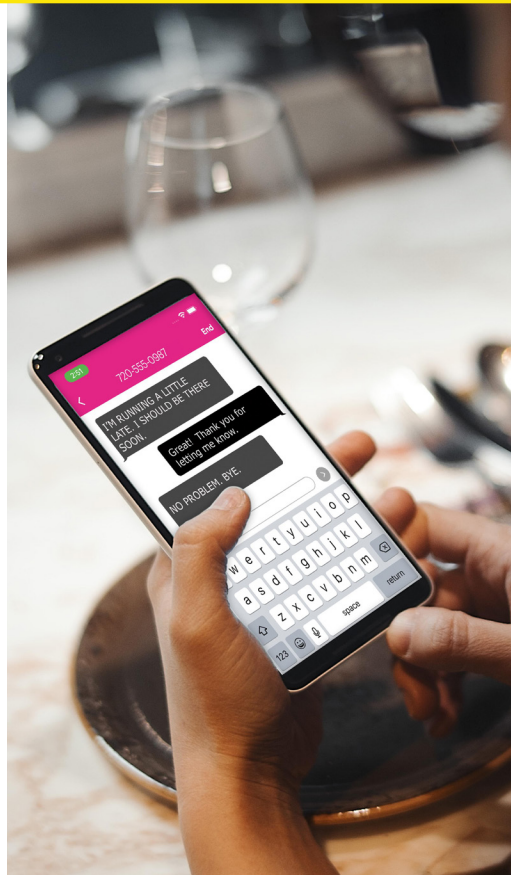 2:51
720-555-0987
End
I'M RUNNING A LITTLE
LATE. I SHOULD BE THERE
SOON.
Great! Thank you for
letting me know.
NO PROBLEM. BYE.
w e r t y u i o p
a s d f g h j k l
z x c v b n m
123 space return